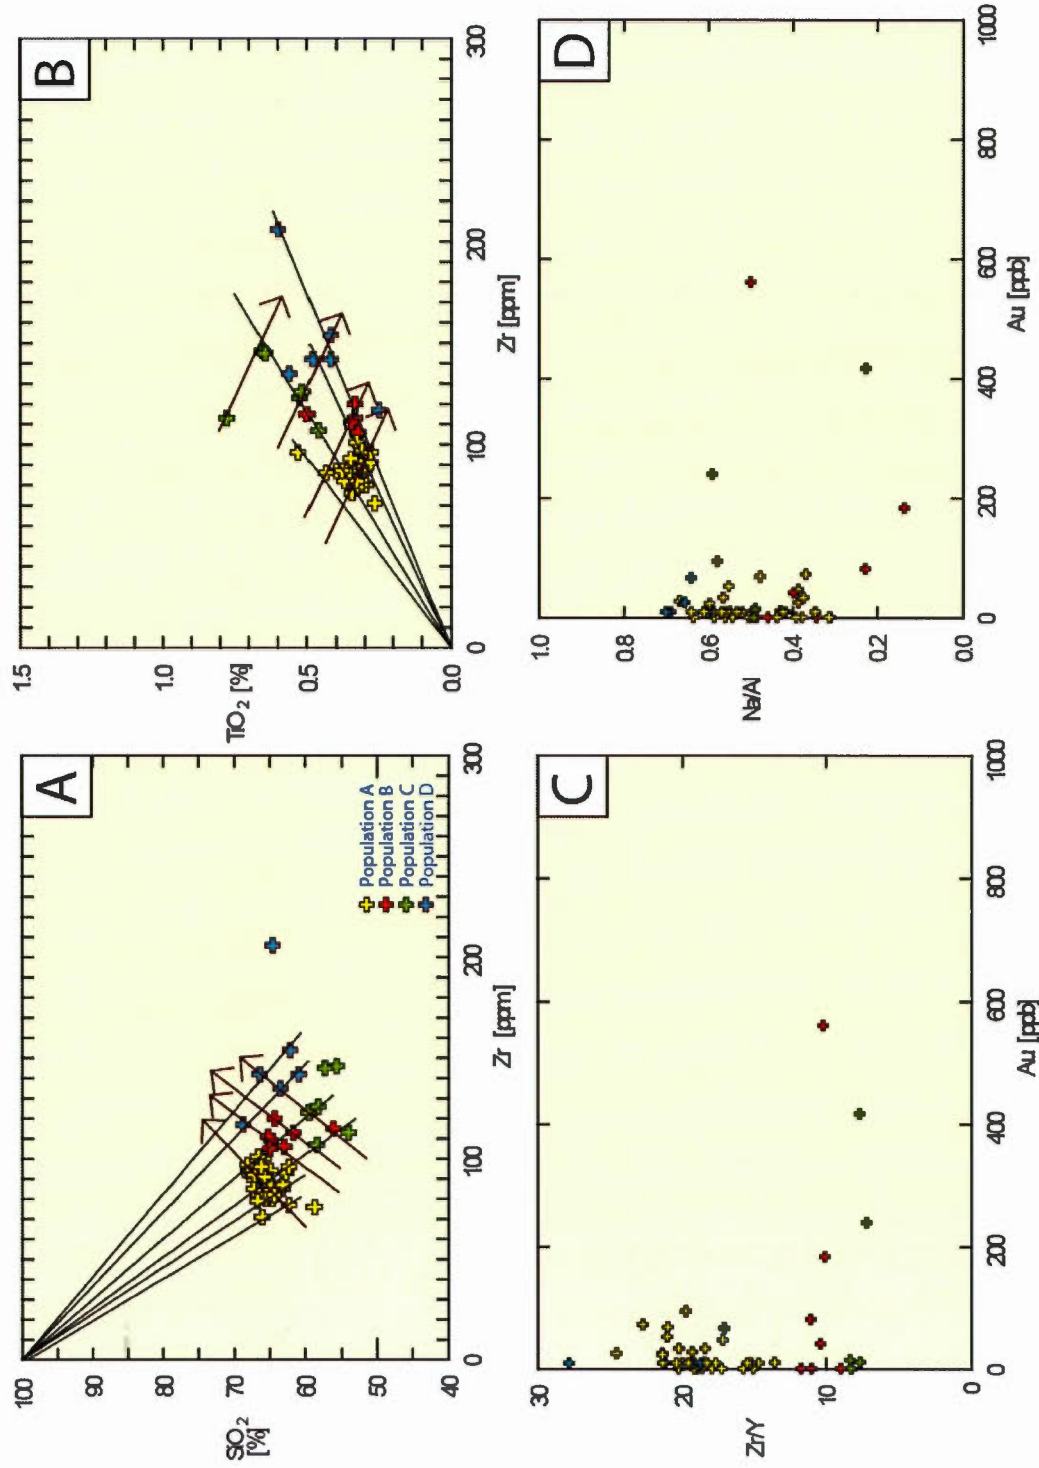 A
SiO2
[%]
100
90
80
70
60
50
40
0
100
200
300
Zr [ppm]
Population A
Population B
Population C
Population D
B
TiO2 [%]
1.5
1.0
0.5
0.0
0
100
200
300
Zr [ppm]
C
Zr/Y
30
20
10
0
0
200
400
600
800
1000
Au [ppb]
D
Na/Al
1.0
0.8
0.6
0.4
0.2
0.0
0
200
400
600
800
1000
Au [ppb]